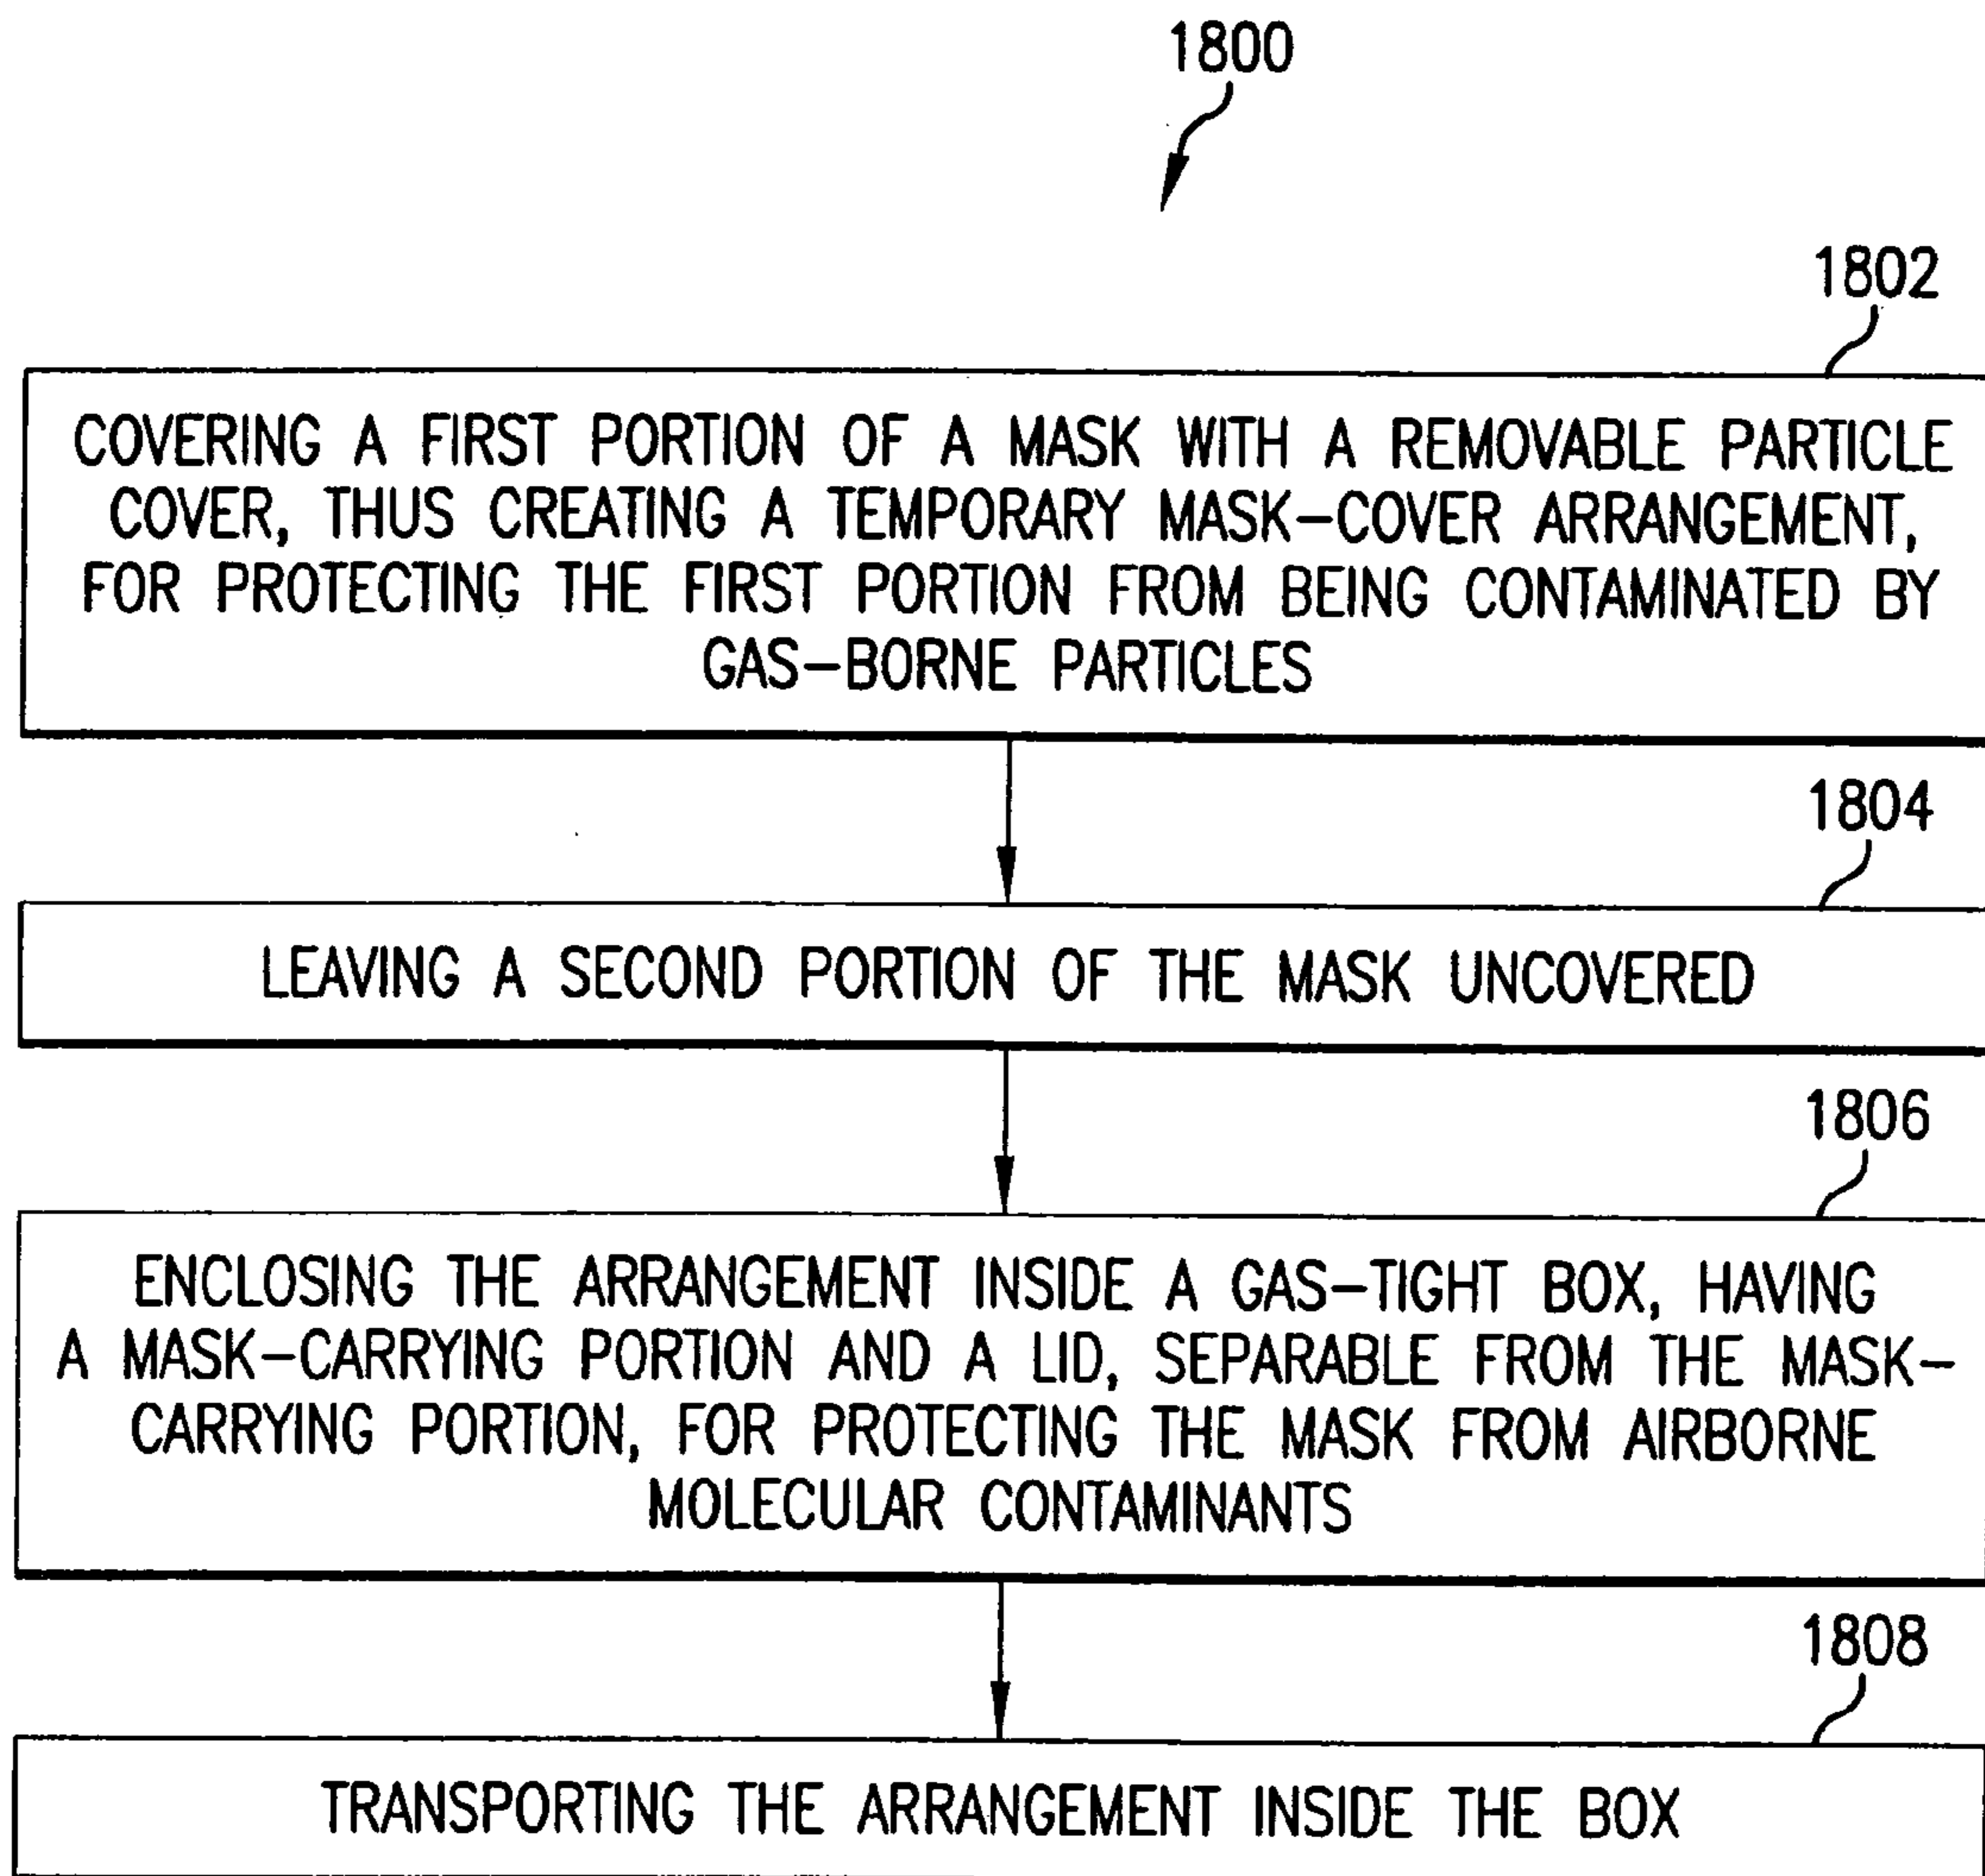 1800
1802
COVERING A FIRST PORTION OF A MASK WITH A REMOVABLE PARTICLE
COVER, THUS CREATING A TEMPORARY MASK-COVER ARRANGEMENT,
FOR PROTECTING THE FIRST PORTION FROM BEING CONTAMINATED BY
GAS-BORNE PARTICLES
1804
LEAVING A SECOND PORTION OF THE MASK UNCOVERED
1806
ENCLOSING THE ARRANGEMENT INSIDE A GAS-TIGHT BOX, HAVING
A MASK-CARRYING PORTION AND A LID, SEPARABLE FROM THE MASK-
CARRYING PORTION, FOR PROTECTING THE MASK FROM AIRBORNE
MOLECULAR CONTAMINANTS
1808
TRANSPORTING THE ARRANGEMENT INSIDE THE BOX